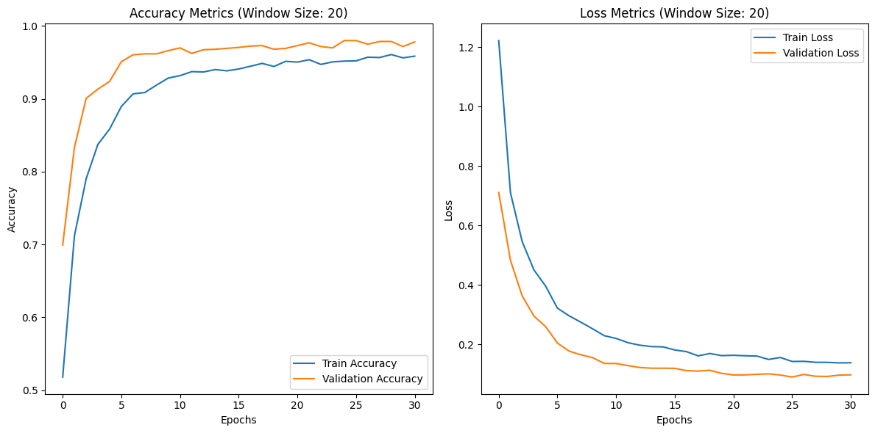 Accuracy Metrics (Window Size: 20)
1.0
0.9
0.8
0.7
0.6
0.5
Accuracy
0
5
10
15
20
25
30
Epochs
Train Accuracy
Validation Accuracy
Loss Metrics (Window Size: 20)
1.2
1.0
0.8
0.6
0.4
0.2
Loss
0
5
10
15
20
25
30
Epochs
Train Loss
Validation Loss